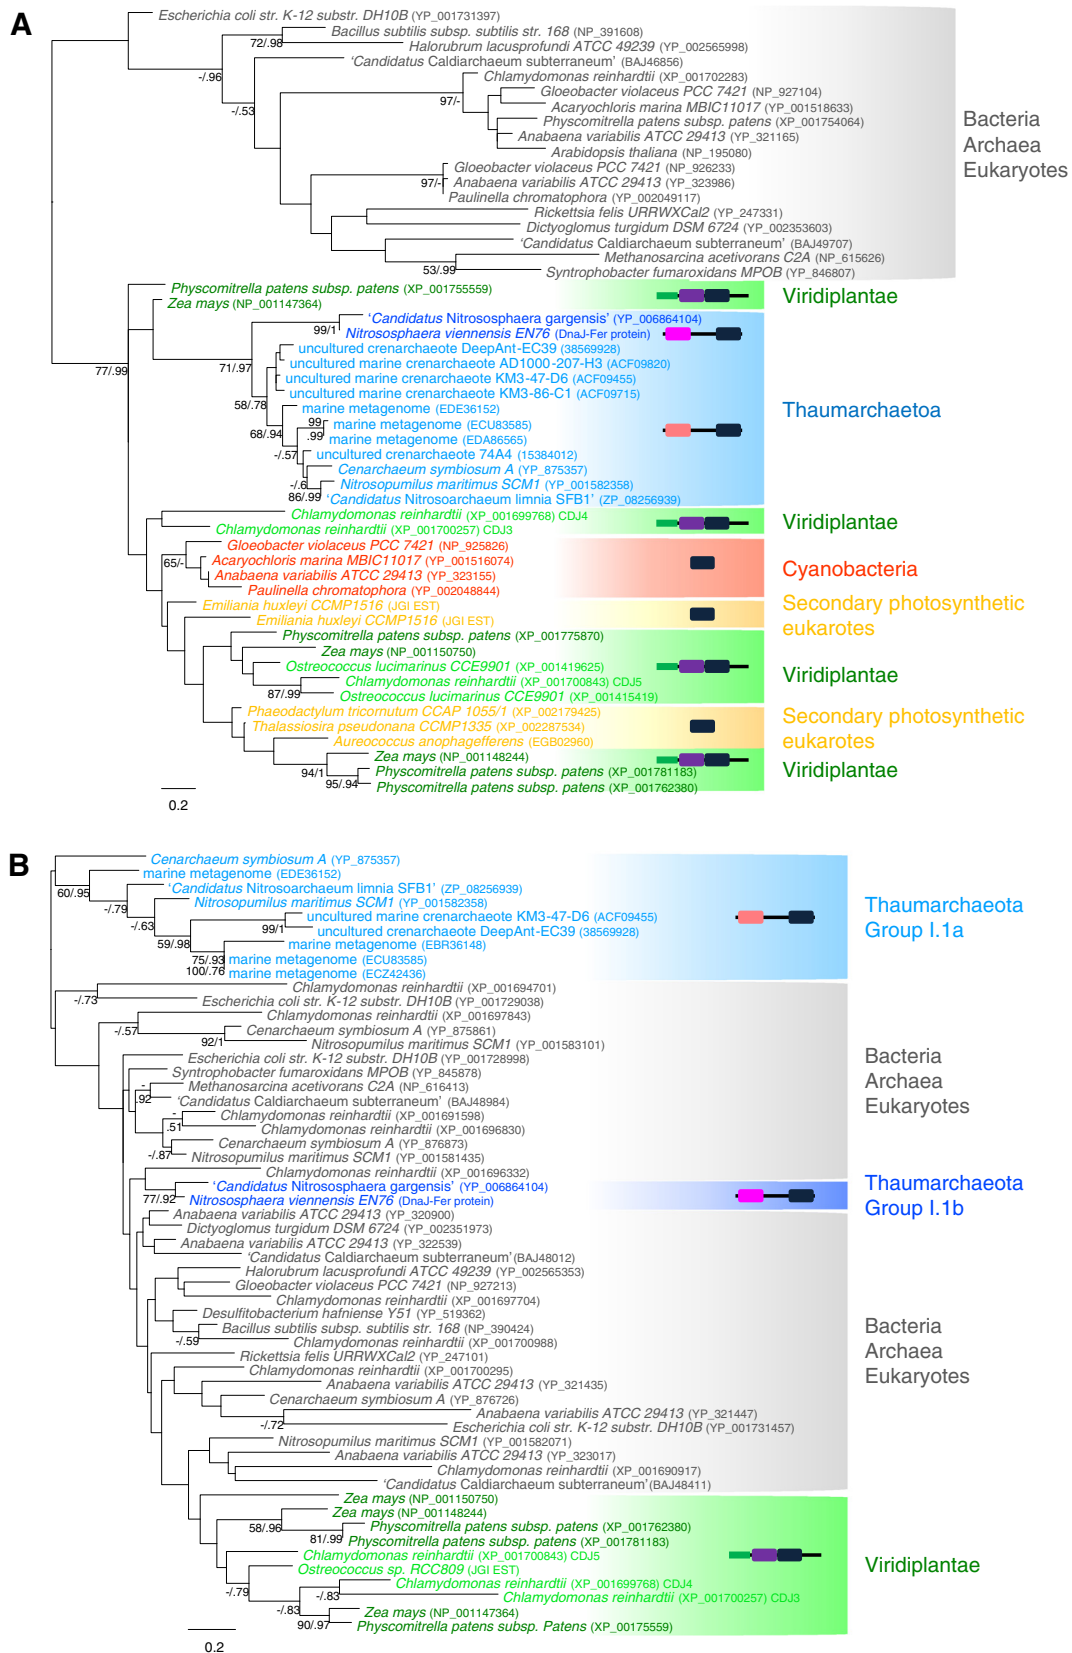 A
Escherichia coli str. K-12 substr. DH10B (YP_001731397)
Bacillus subtilis subsp. subtilis str. 168 (NP_391608)
72/.98
Halorubrum lacusprofundi ATCC 49239 (YP_002565998)
'Candidatus Caldiarchaeum subterraneum' (BAJ46856)
-/.96
Chlamydomonas reinhardtii (XP_001702283)
Gloeobacter violaceus PCC 7421 (NP_927104)
97/-
-/.53
Acaryochloris marina MBIC11017 (YP_001518633)
Physcomitrella patens subsp. patens (XP_001754064)
Anabaena variabilis ATCC 29413 (YP_321165)
Arabidopsis thaliana (NP_195080)
Bacteria
Archaea
Eukaryotes
Gloeobacter violaceus PCC 7421 (NP_926233)
97/-
Anabaena variabilis ATCC 29413 (YP_323986)
Paulinella chromatophora (YP_002049117)
Rickettsia felis URRWXCal2 (YP_247331)
Dictyoglomus turgidum DSM 6724 (YP_002353603)
'Candidatus Caldiarchaeum subterraneum' (BAJ49707)
Methanosarcina acetivorans C2A (NP_615626)
53/.99
Syntrophobacter fumaroxidans MPOB (YP_846807)
Physcomitrella patens subsp. patens (XP_001755559)
Zea mays (NP_001147364)
Viridiplantae
'Candidatus Nitrososphaera gargensis' (YP_006864104)
99/1
Nitrososphaera viennensis EN76 (DnaJ-Fer protein)
uncultured crenarchaeote DeepAnt-EC39 (38569928)
77/.99
71/.97
uncultured marine crenarchaeote AD1000-207-H3 (ACF09820)
uncultured marine crenarchaeote KM3-47-D6 (ACF09455)
uncultured marine crenarchaeote KM3-86-C1 (ACF09715)
58/.78
marine metagenome (EDE36152)
Thaumarchaetoa
99
.99
marine metagenome (ECU83585)
68/.94
marine metagenome (EDA86565)
-/.57
uncultured crenarchaeote 74A4 (15384012)
Cenarchaeum symbiosum A (YP_875357)
-/.6
Nitrosopumilus maritimus SCM1 (YP_001582358)
86/.99
'Candidatus Nitrosoarchaeum limnia SFB1' (ZP_08256939)
Chlamydomonas reinhardtii (XP_001699768) CDJ4
Chlamydomonas reinhardtii (XP_001700257) CDJ3
Viridiplantae
Gloeobacter violaceus PCC 7421 (NP_925826)
65/-
Acaryochloris marina MBIC11017 (YP_001516074)
Anabaena variabilis ATCC 29413 (YP_323155)
Paulinella chromatophora (YP_002048844)
Cyanobacteria
Emiliania huxleyi CCMP1516 (JGI EST)
Emiliania huxleyi CCMP1516 (JGI EST)
Secondary photosynthetic
eukarotes
Physcomitrella patens subsp. patens (XP_001775870)
Zea mays (NP_001150750)
Ostreococcus lucimarinus CCE9901 (XP_001419625)
Chlamydomonas reinhardtii (XP_001700843) CDJ5
87/.99
Ostreococcus lucimarinus CCE9901 (XP_001415419)
Viridiplantae
Phaeodactylum tricornutum CCAP 1055/1 (XP_002179425)
Thalassiosira pseudonana CCMP1335 (XP_002287534)
Aureococcus anophagefferens (EGB02960)
Secondary photosynthetic
eukarotes
Zea mays (NP_001148244)
94/1
Physcomitrella patens subsp. patens (XP_001781183)
95/.94
Physcomitrella patens subsp. patens (XP_001762380)
Viridiplantae
0.2
B
Cenarchaeum symbiosum A (YP_875357)
marine metagenome (EDE36152)
60/.95
'Candidatus Nitrosoarchaeum limnia SFB1' (ZP_08256939)
-/.79
Nitrosopumilus maritimus SCM1 (YP_001582358)
-/.63
uncultured marine crenarchaeote KM3-47-D6 (ACF09455)
99/1
uncultured crenarchaeote DeepAnt-EC39 (38569928)
59/.98
marine metagenome (EBR36148)
75/.93
marine metagenome (ECU83585)
100/.76
marine metagenome (ECZ42436)
Thaumarchaeota
Group I.1a
Chlamydomonas reinhardtii (XP_001694701)
-/.73
Escherichia coli str. K-12 substr. DH10B (YP_001729038)
Chlamydomonas reinhardtii (XP_001697843)
-/.57
Cenarchaeum symbiosum A (YP_875861)
92/1
Nitrosopumilus maritimus SCM1 (YP_001583101)
Escherichia coli str. K-12 substr. DH10B (YP_001728998)
Syntrophobacter fumaroxidans MPOB (YP_845878)
-
.92
Methanosarcina acetivorans C2A (NP_616413)
'Candidatus Caldiarchaeum subterraneum' (BAJ48984)
-
.51
Chlamydomonas reinhardtii (XP_001691598)
Chlamydomonas reinhardtii (XP_001696830)
Cenarchaeum symbiosum A (YP_876873)
-/.87
Nitrosopumilus maritimus SCM1 (YP_001581435)
Bacteria
Archaea
Eukaryotes
Chlamydomonas reinhardtii (XP_001696332)
'Candidatus Nitrososphaera gargensis' (YP_006864104)
77/.92
Nitrososphaera viennensis EN76 (DnaJ-Fer protein)
Thaumarchaeota
Group I.1b
Anabaena variabilis ATCC 29413 (YP_320900)
Dictyoglomus turgidum DSM 6724 (YP_002351973)
Anabaena variabilis ATCC 29413 (YP_322539)
'Candidatus Caldiarchaeum subterraneum' (BAJ48012)
Halorubrum lacusprofundi ATCC 49239 (YP_002565353)
Gloeobacter violaceus PCC 7421 (NP_927213)
Chlamydomonas reinhardtii (XP_001697704)
Desulfitobacterium hafniense Y51 (YP_519362)
Bacillus subtilis subsp. subtilis str. 168 (NP_390424)
-/.59
Chlamydomonas reinhardtii (XP_001700988)
Rickettsia felis URRWXCal2 (YP_247101)
Chlamydomonas reinhardtii (XP_001700295)
Anabaena variabilis ATCC 29413 (YP_321435)
Cenarchaeum symbiosum A (YP_876726)
Anabaena variabilis ATCC 29413 (YP_321447)
-/.72
Escherichia coli str. K-12 substr. DH10B (YP_001731457)
Nitrosopumilus maritimus SCM1 (YP_001582071)
Anabaena variabilis ATCC 29413 (YP_323017)
Chlamydomonas reinhardtii (XP_001690917)
'Candidatus Caldiarchaeum subterraneum' (BAJ48411)
Bacteria
Archaea
Eukaryotes
Zea mays (NP_001150750)
Zea mays (NP_001148244)
58/.96
Physcomitrella patens subsp. patens (XP_001762380)
81/.99
Physcomitrella patens subsp. patens (XP_001781183)
Chlamydomonas reinhardtii (XP_001700843) CDJ5
Ostreococcus sp. RCC809 (JGI EST)
-/.79
Chlamydomonas reinhardtii (XP_001699768) CDJ4
-/.83
Chlamydomonas reinhardtii (XP_001700257) CDJ3
-/.83
Zea mays (NP_001147364)
90/.97
Physcomitrella patens subsp. Patens (XP_00175559)
Viridiplantae
0.2